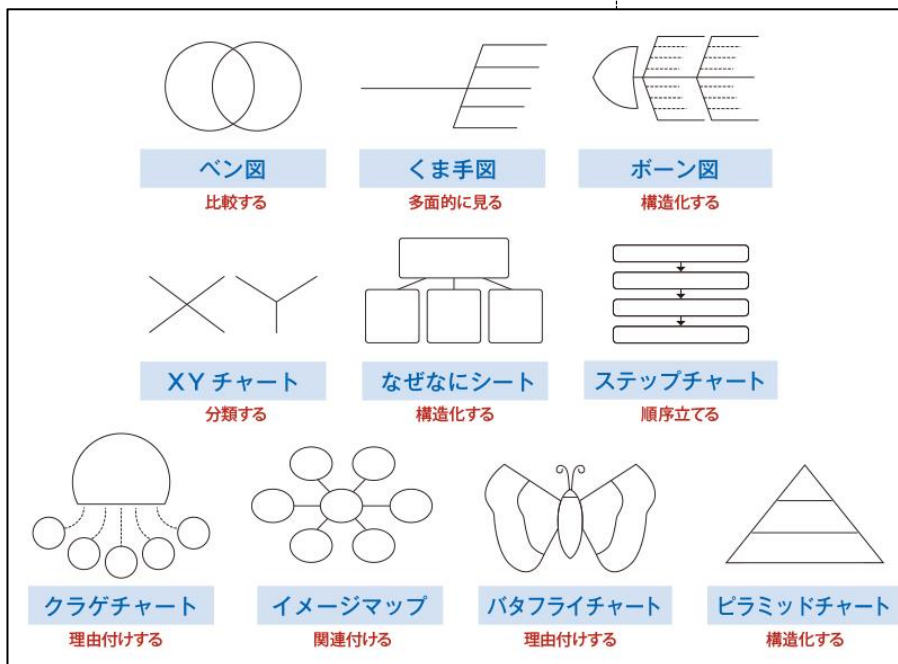 ベン図
くま手図
ボーン図
比較する
多面的に見る
構造化する
XYチャート
なぜなにシート
ステップチャート
分類する
構造化する
順序立てる
クラゲチャート
イメージマップ
バタフライチャート
ピラミッドチャート
理由付けする
関連付ける
理由付けする
構造化する